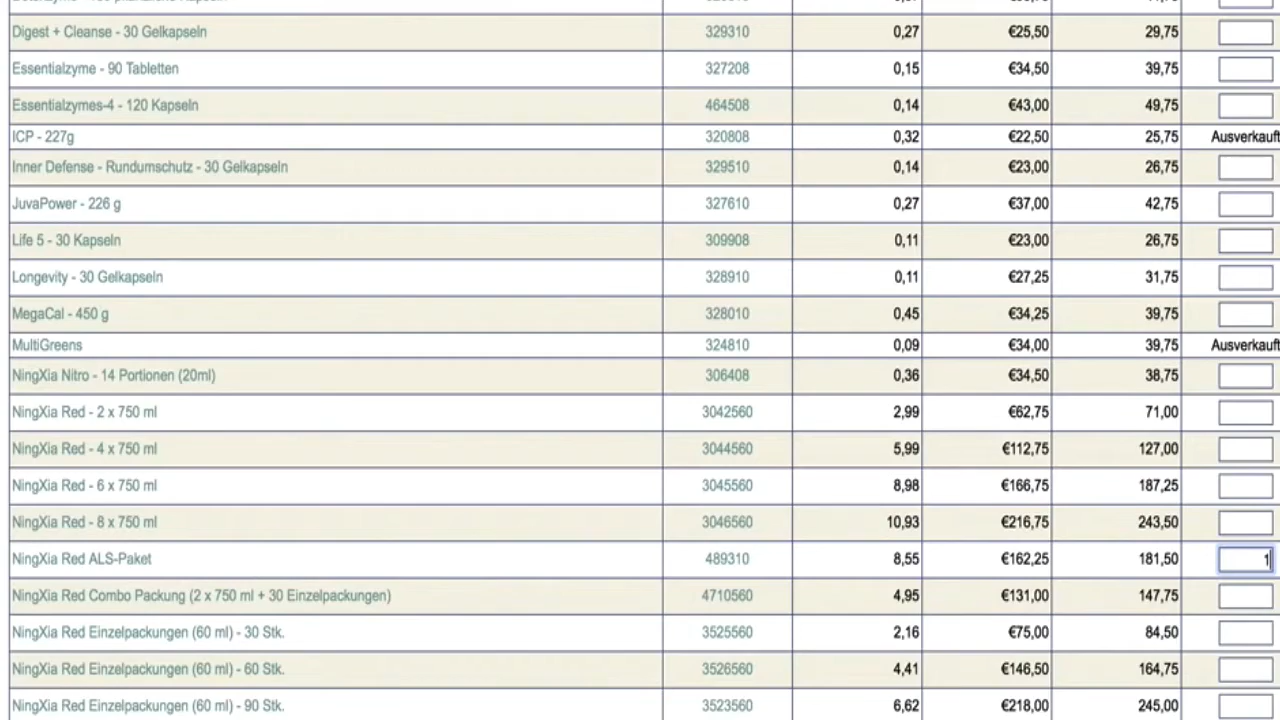 Digest + Cleanse - 30 Gelkapseln 329310 0,27 €25,50 29,75
Essentialzyme - 90 Tabletten 327208 0,15 €34,50 39,75
Essentialzymes-4 - 120 Kapseln 464508 0,14 €43,00 49,75
ICP - 227g 320808 0,32 €22,50 25,75 Ausverkauft
Inner Defense - Rundumschutz - 30 Gelkapseln 329510 0,14 €23,00 26,75
JuvaPower - 226 g 327610 0,27 €37,00 42,75
Life 5 - 30 Kapseln 309908 0,11 €23,00 26,75
Longevity - 30 Gelkapseln 328910 0,11 €27,25 31,75
MegaCal - 450 g 328010 0,45 €34,25 39,75
MultiGreens 324810 0,09 €34,00 39,75 Ausverkauft
NingXia Nitro - 14 Portionen (20ml) 306408 0,36 €34,50 38,75
NingXia Red - 2 x 750 ml 3042560 2,99 €62,75 71,00
NingXia Red - 4 x 750 ml 3044560 5,99 €112,75 127,00
NingXia Red - 6 x 750 ml 3045560 8,98 €166,75 187,25
NingXia Red - 8 x 750 ml 3046560 10,93 €216,75 243,50
NingXia Red ALS-Paket 489310 8,55 €162,25 181,50 1
NingXia Red Combo Packung (2 x 750 ml + 30 Einzelpackungen) 4710560 4,95 €131,00 147,75
NingXia Red Einzelpackungen (60 ml) - 30 Stk. 3525560 2,16 €75,00 84,50
NingXia Red Einzelpackungen (60 ml) - 60 Stk. 3526560 4,41 €146,50 164,75
NingXia Red Einzelpackungen (60 ml) - 90 Stk. 3523560 6,62 €218,00 245,00